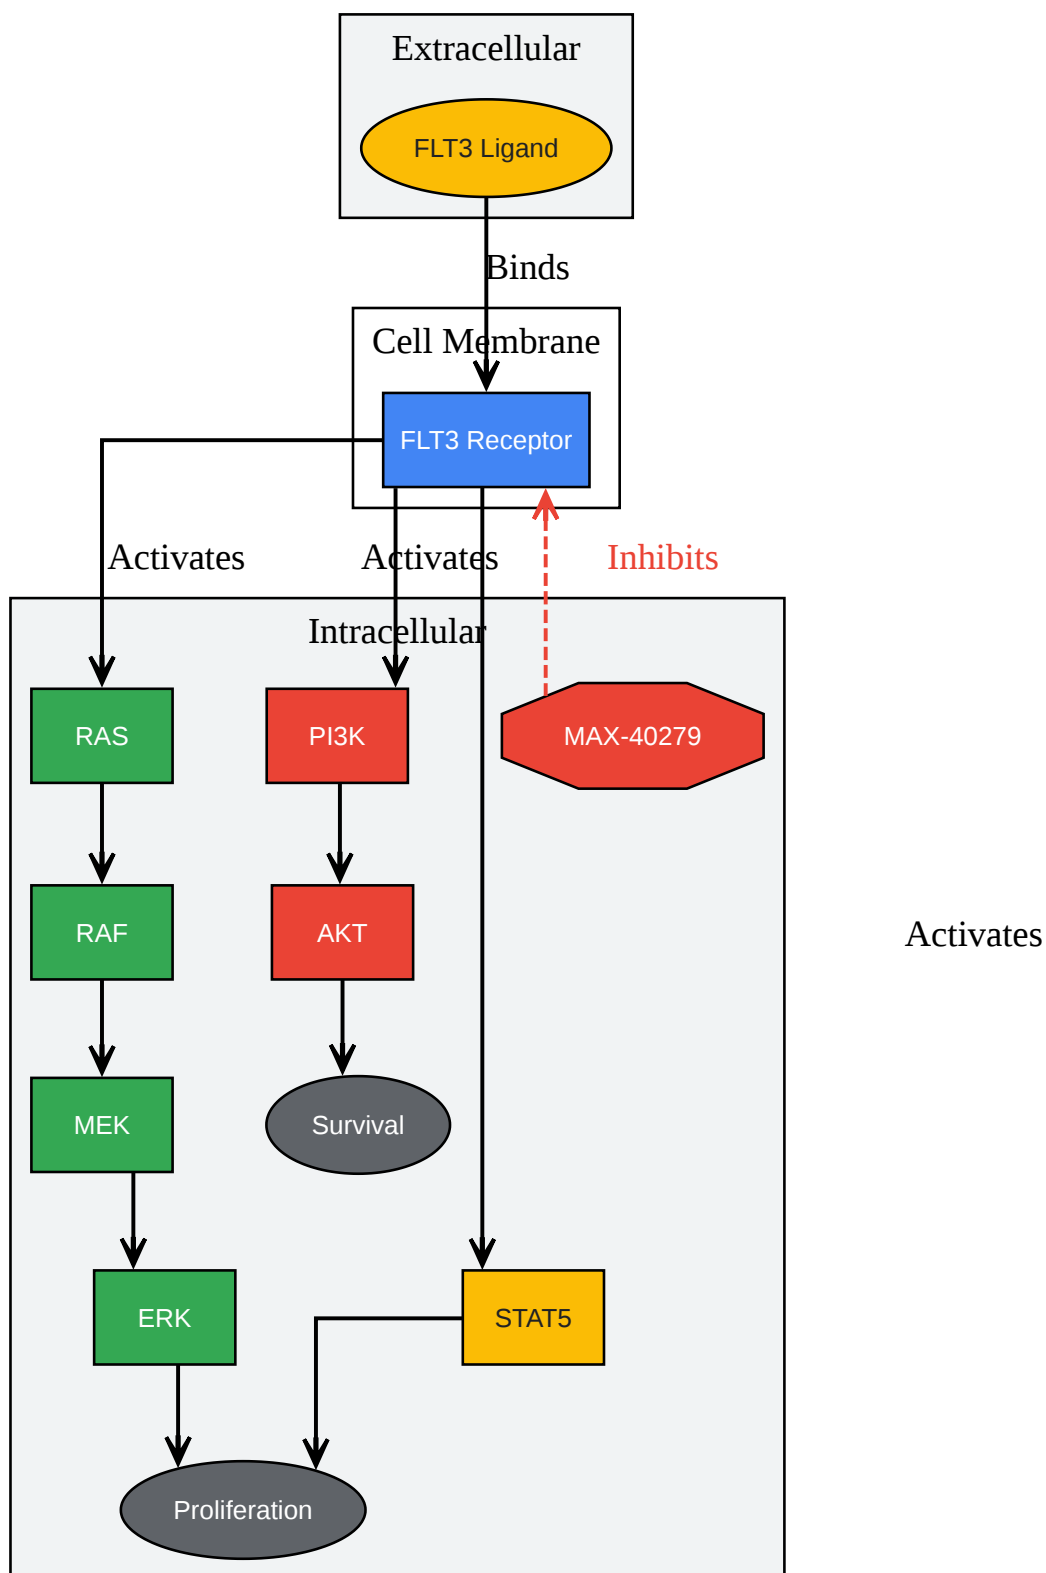 Extracellular
FLT3 Ligand
Binds
Cell Membrane
FLT3 Receptor
Activates
Activates
Inhibits
Intracellular
RAS
PI3K
MAX-40279
RAF
AKT
Activates
MEK
Survival
ERK
STAT5
Proliferation